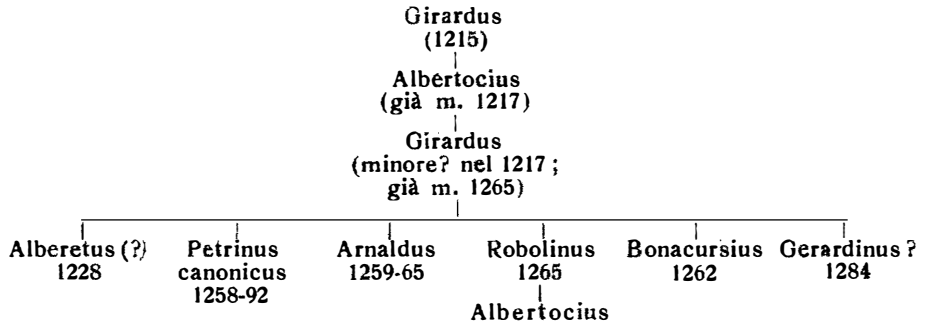 Girardus
(1215)
Albertocius
(già m. 1217)
Girardus
(minore? nel 1217;
già m. 1265)
Alberetus (?)
1228
Petrinus
canonicus
1258-92
Arnaldus
1259-65
Robolinus
1265
Albertocius
Bonacursius
1262
Gerardinus ?
1284